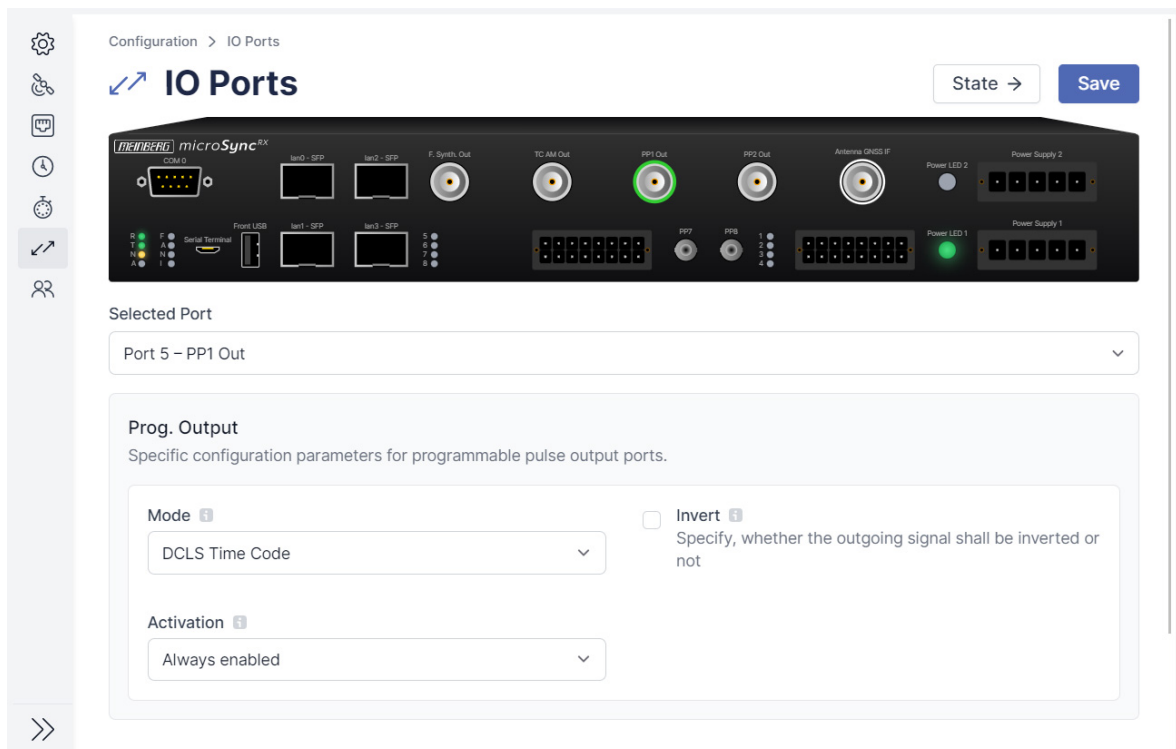 Configuration > IO Ports
IO Ports
State →
Save
MEINBERG microSync RX
COM 0
lan0 - SFP
lan2 - SFP
F. Synth. Out
TC AM Out
PP1 Out
PP2 Out
Antenna GNSS IF
Power LED 2
Power Supply 2
R
T
N
A
F
A
N
I
Serial Terminal
Front USB
lan1 - SFP
lan3 - SFP
5
6
7
8
PP7
PP8
1
2
3
4
Power LED 1
Power Supply 1
Selected Port
Port 5 – PP1 Out
Prog. Output
Specific configuration parameters for programmable pulse output ports.
Mode
DCLS Time Code
Invert
Specify, whether the outgoing signal shall be inverted or
not
Activation
Always enabled